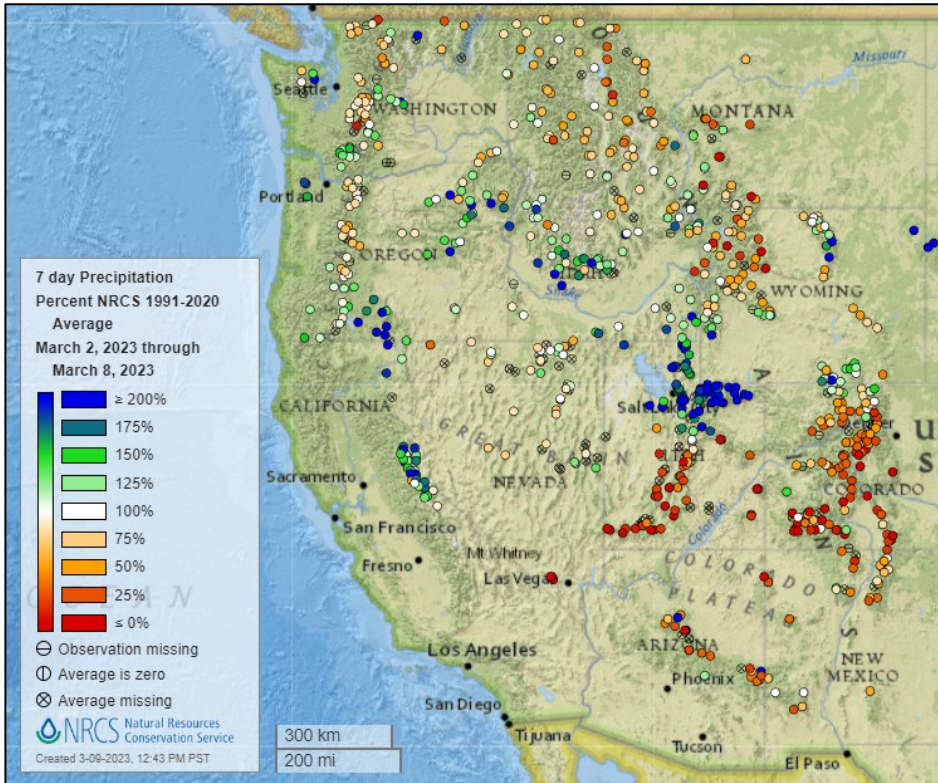 Seattle
WASHINGTON
Missouri
MONTANA
Portland
OREGON
Snake
WYOMING
CALIFORNIA
GREAT BASIN
NEVADA
UTAH
Sacramento
San Francisco
Fresno
Mt Whitney
Las Vegas
COLORADO
Colorado
COLORADO
PLATEA
Los Angeles
ARIZONA
Phoenix
NEW
MEXICO
San Diego
Tijuana
Tucson
El Paso
U
S
7 day Precipitation
Percent NRCS 1991-2020
Average
March 2, 2023 through
March 8, 2023
≥ 200%
175%
150%
125%
100%
75%
50%
25%
≤ 0%
Observation missing
Average is zero
Average missing
NRCS Natural Resources
Conservation Service
Created 3-09-2023, 12:43 PM PST
300 km
200 mi